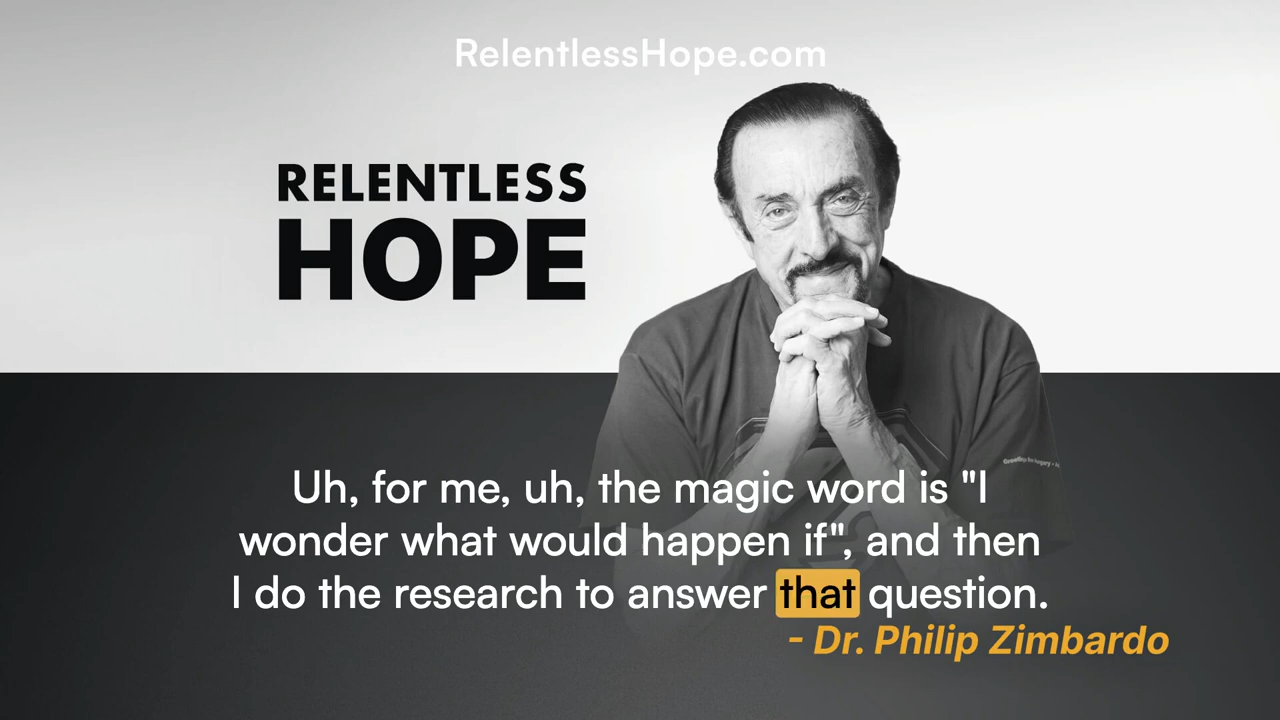 RelentlessHope.com
RELENTLESS
HOPE
Uh, for me, uh, the magic word is "I
wonder what would happen if", and then
I do the research to answer that question.
- Dr. Philip Zimbardo